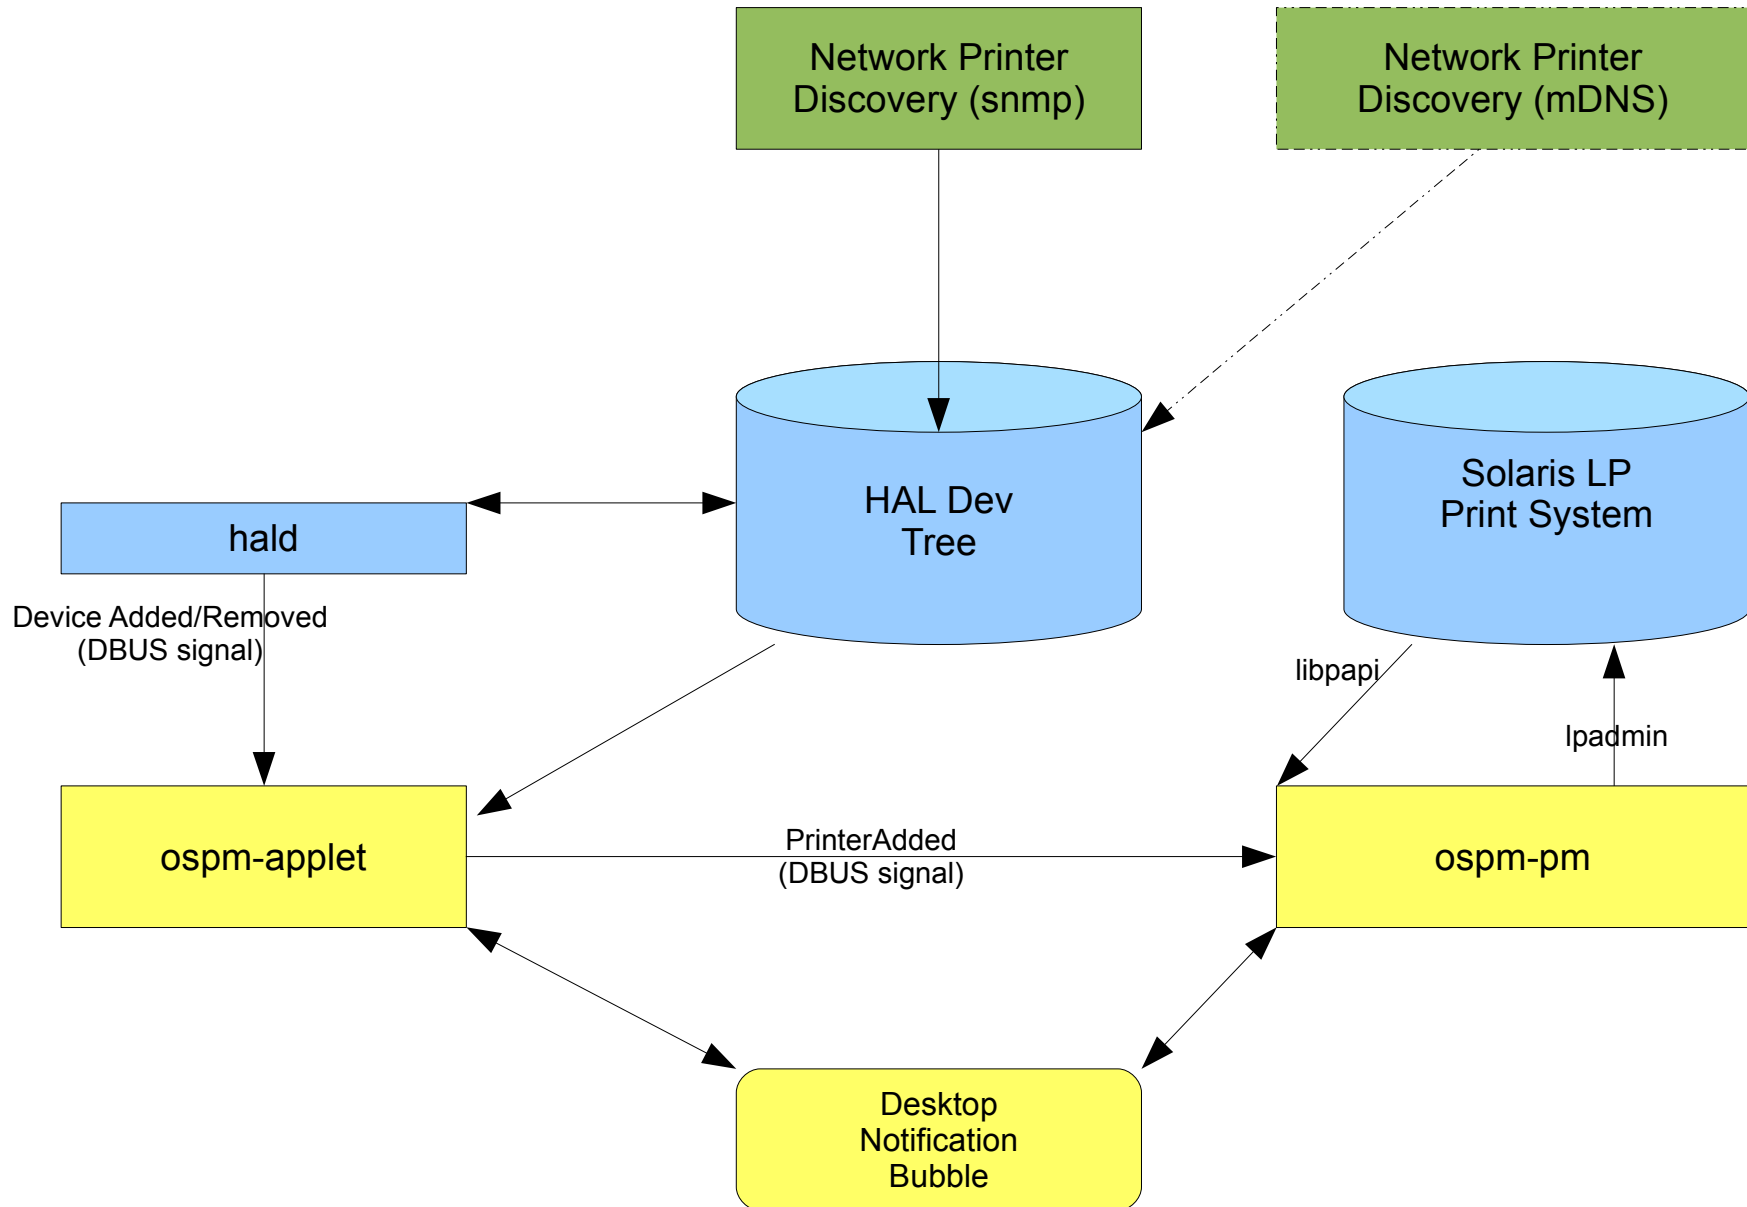 Network Printer
Discovery (snmp)
Network Printer
Discovery (mDNS)
HAL Dev
Tree
Solaris LP
Print System
hald
Device Added/Removed
(DBUS signal)
libpapi
lpadmin
ospm-applet
PrinterAdded
(DBUS signal)
ospm-pm
Desktop
Notification
Bubble